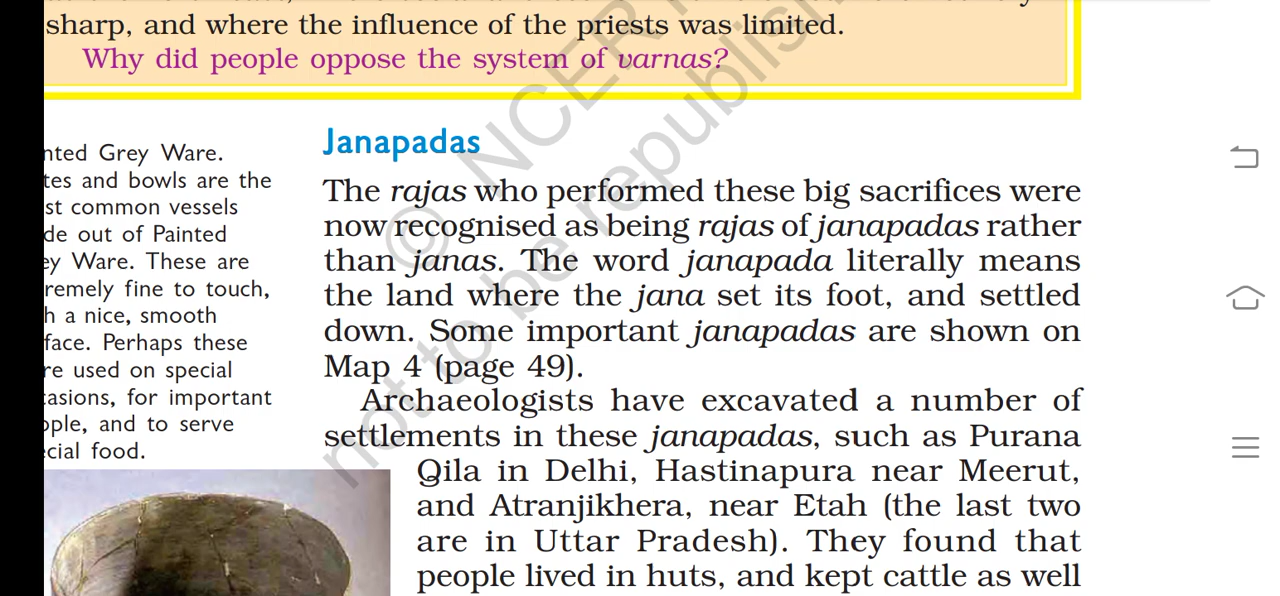 sharp, and where the influence of the priests was limited.
Why did people oppose the system of varnas?
nted Grey Ware.
tes and bowls are the
st common vessels
de out of Painted
ey Ware. These are
remely fine to touch,
h a nice, smooth
face. Perhaps these
re used on special
casions, for important
ople, and to serve
ecial food.
Janapadas
The rajas who performed these big sacrifices were
now recognised as being rajas of janapadas rather
than janas. The word janapada literally means
the land where the jana set its foot, and settled
down. Some important janapadas are shown on
Map 4 (page 49).
Archaeologists have excavated a number of
settlements in these janapadas, such as Purana
Qila in Delhi, Hastinapura near Meerut,
and Atranjikhera, near Etah (the last two
are in Uttar Pradesh). They found that
people lived in huts, and kept cattle as well
© NCER
not to be republis